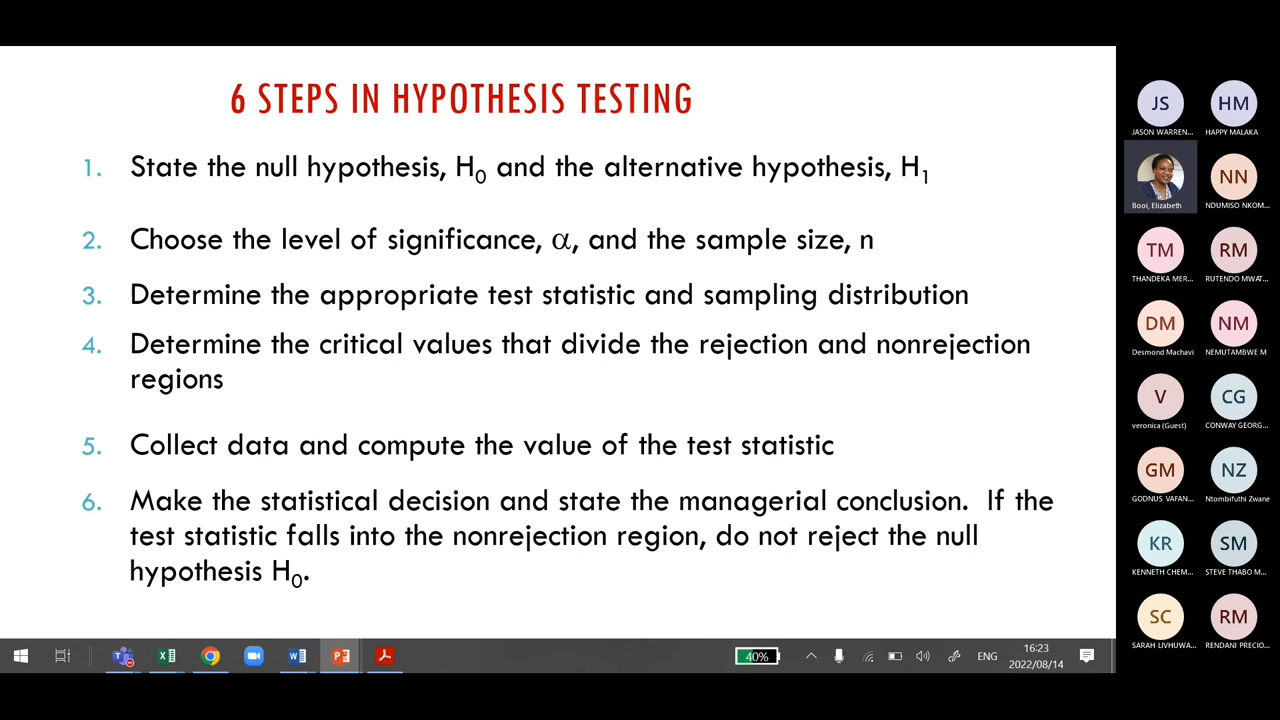 6 STEPS IN HYPOTHESIS TESTING
1. State the null hypothesis, H0 and the alternative hypothesis, H1
2. Choose the level of significance, α, and the sample size, n
3. Determine the appropriate test statistic and sampling distribution
4. Determine the critical values that divide the rejection and nonrejection
regions
5. Collect data and compute the value of the test statistic
6. Make the statistical decision and state the managerial conclusion. If the
test statistic falls into the nonrejection region, do not reject the null
hypothesis H0.
JS HM
JASON WARREN... HAPPY MALAKA
NN
Booi, Elizabeth NDUMISO NKOM...
TM RM
THANDEKA MER... RUTENDO MWAT...
DM NM
Desmond Machavi NEMUTAMBWE M
V CG
veronica (Guest) CONWAY GEORG...
GM NZ
GODNUS VAFAN... Ntombifuthi Zwane
KR SM
KENNETH CHEM... STEVE THABO M...
SC RM
SARAH LIVHUWA... RENDANI PRECIO...
40% ENG 16:23
2022/08/14